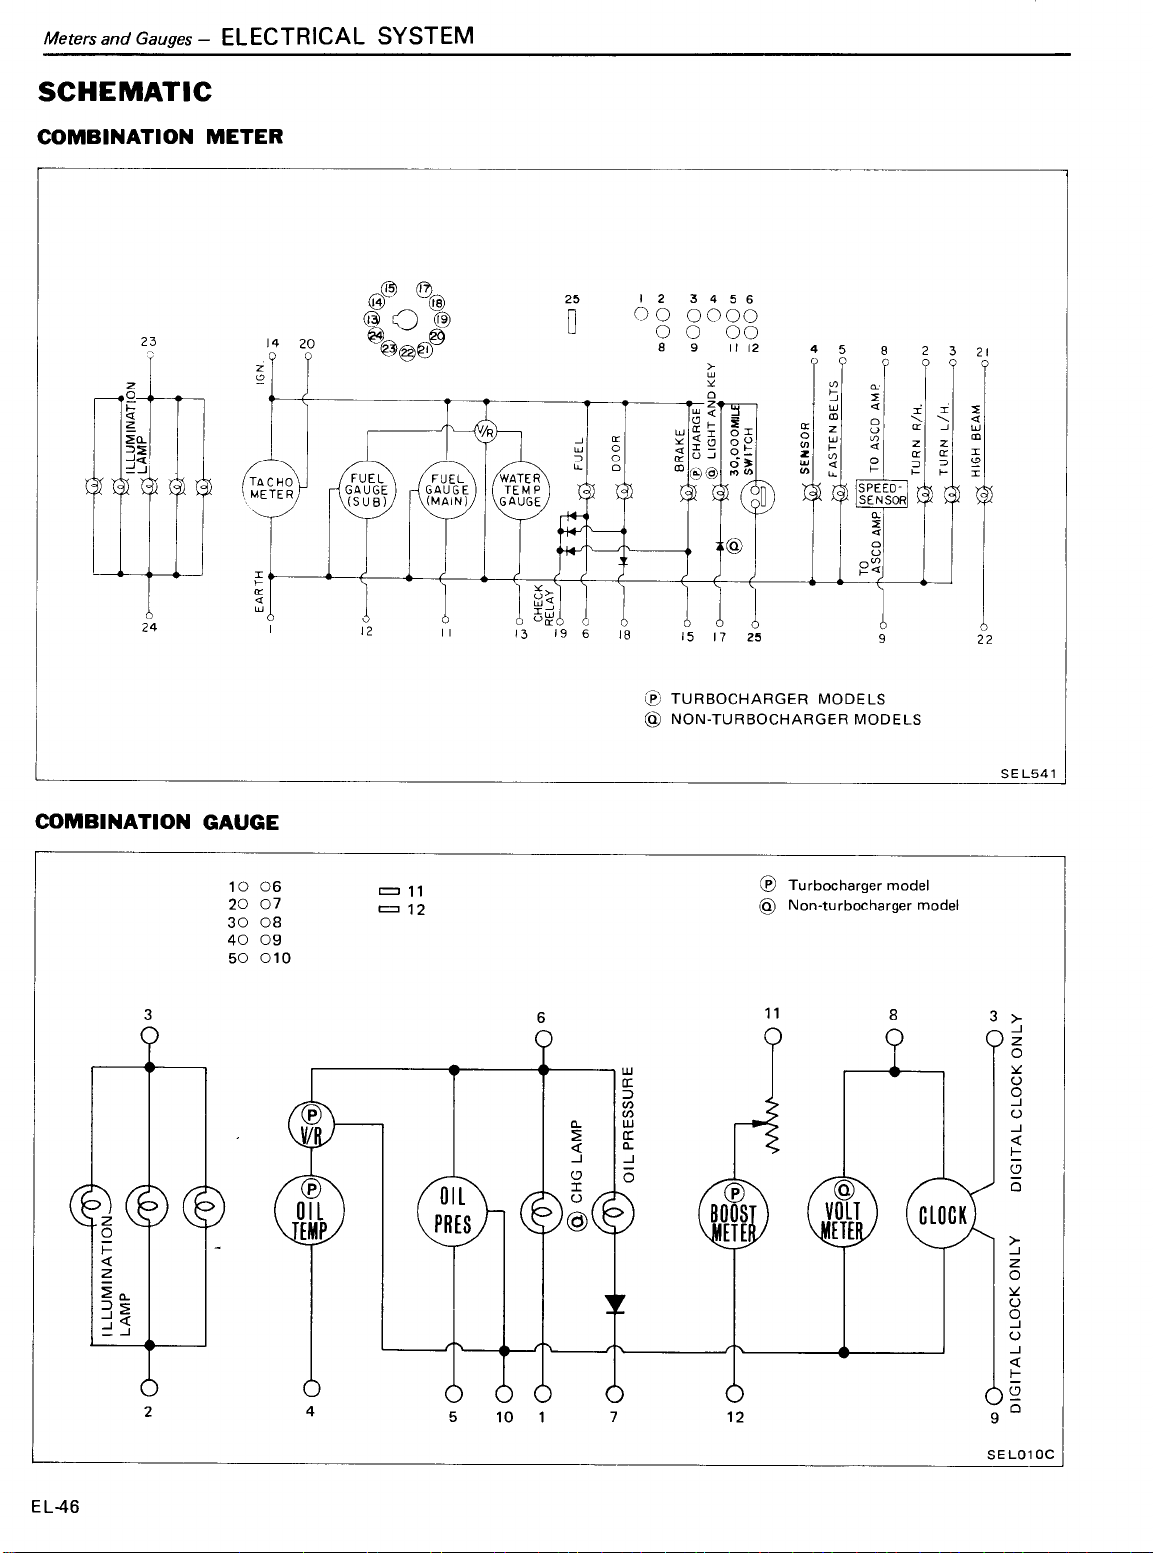 Meters and Gauges – ELECTRICAL SYSTEM
SCHEMATIC
COMBINATION METER
15 17
14 18
13 19
24 20
23 22 21
25
1 2 3 4 5 6
8 9 11 12
23
14 20
4 5 8 2 3 21
IGN.
ILLUMINATION
LAMP
TACHO
METER
FUEL
GAUGE
(SUB)
FUEL
GAUGE
(MAIN)
V/R
WATER
TEMP
GAUGE
FUEL
DOOR
BRAKE
Ⓟ CHARGE
Ⓠ LIGHT AND KEY
30,000MILE
SWITCH
SENSOR
FASTEN BELTS
TO ASCD AMP.
SPEED-
SENSOR
TO
ASCD AMP.
TURN R/H.
TURN L/H.
HIGH BEAM
Ⓠ
EARTH
CHECK
RELAY
24
1 12 11 13 19 6 18 15 17 25 9 22
Ⓟ TURBOCHARGER MODELS
Ⓠ NON-TURBOCHARGER MODELS
SEL541
COMBINATION GAUGE
1 6
2 7
3 8
4 9
5 10
11
12
Ⓟ Turbocharger model
Ⓠ Non-turbocharger model
3 6 11 8 3
ILLUMINATION
LAMP
Ⓟ
V/R
Ⓟ
OIL
TEMP
OIL
PRES
Ⓠ CHG LAMP
OIL PRESSURE
Ⓟ
BOOST
METER
Ⓠ
VOLT
METER
CLOCK
DIGITAL CLOCK ONLY
DIGITAL CLOCK ONLY
2 4 5 10 1 7 12 9
SEL010C
EL-46